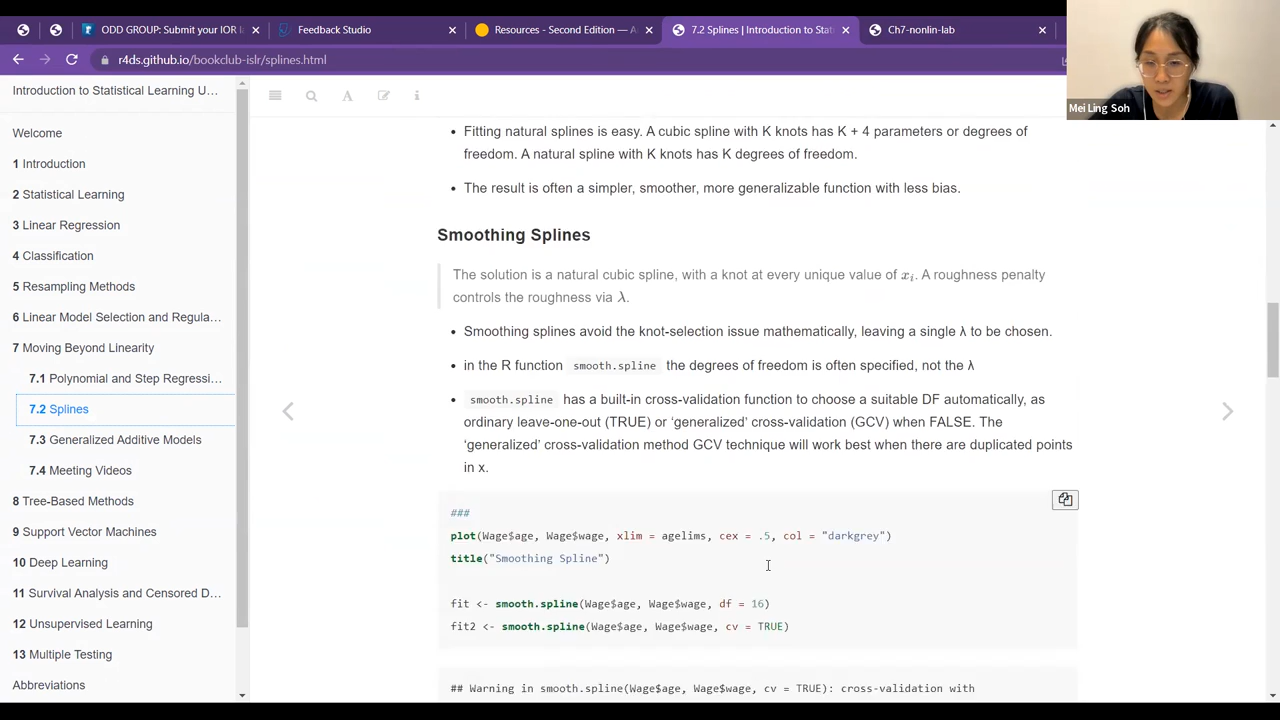 ODD GROUP: Submit your IOR
Feedback Studio
Resources - Second Edition — A
7.2 Splines | Introduction to Stat
Ch7-nonlin-lab
r4ds.github.io/bookclub-islr/splines.html
Mei Ling Soh
Introduction to Statistical Learning U...
Welcome
1 Introduction
2 Statistical Learning
3 Linear Regression
4 Classification
5 Resampling Methods
6 Linear Model Selection and Regula...
7 Moving Beyond Linearity
7.1 Polynomial and Step Regressi...
7.2 Splines
7.3 Generalized Additive Models
7.4 Meeting Videos
8 Tree-Based Methods
9 Support Vector Machines
10 Deep Learning
11 Survival Analysis and Censored D...
12 Unsupervised Learning
13 Multiple Testing
Abbreviations
• Fitting natural splines is easy. A cubic spline with K knots has K + 4 parameters or degrees of
freedom. A natural spline with K knots has K degrees of freedom.
• The result is often a simpler, smoother, more generalizable function with less bias.
Smoothing Splines
The solution is a natural cubic spline, with a knot at every unique value of xᵢ. A roughness penalty
controls the roughness via λ.
• Smoothing splines avoid the knot-selection issue mathematically, leaving a single λ to be chosen.
• in the R function smooth.spline the degrees of freedom is often specified, not the λ
• smooth.spline has a built-in cross-validation function to choose a suitable DF automatically, as
ordinary leave-one-out (TRUE) or ‘generalized’ cross-validation (GCV) when FALSE. The
‘generalized’ cross-validation method GCV technique will work best when there are duplicated points
in x.
###
plot(Wage$age, Wage$wage, xlim = agelims, cex = .5, col = "darkgrey")
title("Smoothing Spline")
fit <- smooth.spline(Wage$age, Wage$wage, df = 16)
fit2 <- smooth.spline(Wage$age, Wage$wage, cv = TRUE)
## Warning in smooth.spline(Wage$age, Wage$wage, cv = TRUE): cross-validation with